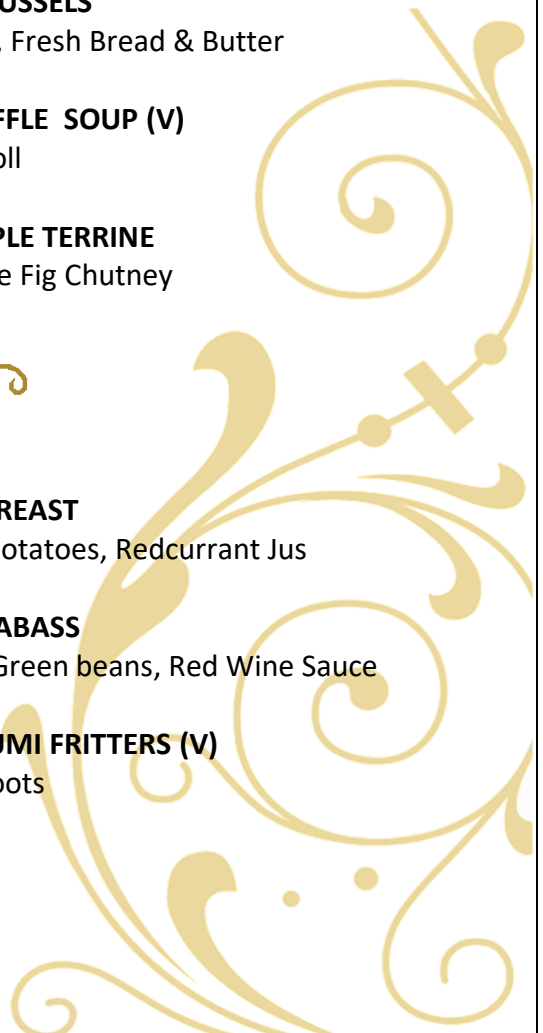 USSELS
, Fresh Bread & Butter
FFLE SOUP (V)
oll
PLE TERRINE
e Fig Chutney
REAST
otatoes, Redcurrant Jus
ABASS
Green beans, Red Wine Sauce
UMI FRITTERS (V)
oots